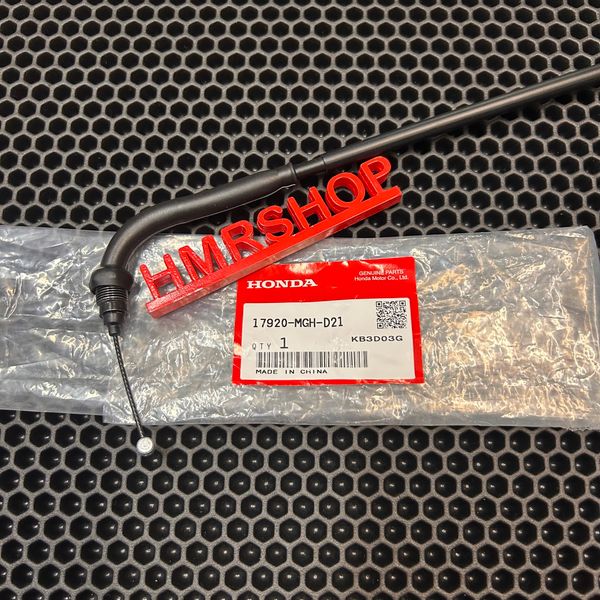 HMRSHOP
HONDA
GENUINE PARTS
Honda Motor Co., Ltd.
17920-MGH-D21
QTY 1
KB3D03G
MADE IN CHINA